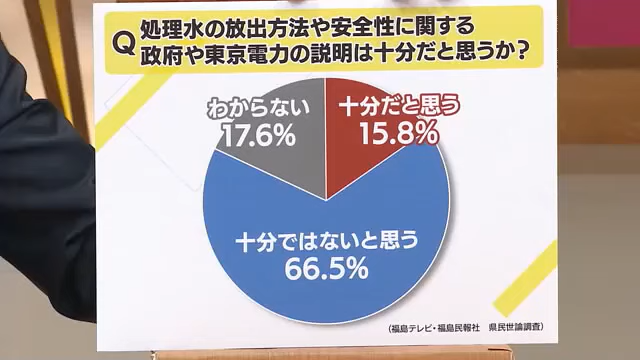 Q 処理水の放出方法や安全性に関する
政府や東京電力の説明は十分だと思うか?
わからない
17.6%
十分だと思う
15.8%
十分ではないと思う
66.5%
(福島テレビ・福島民報社 県民世論調査)